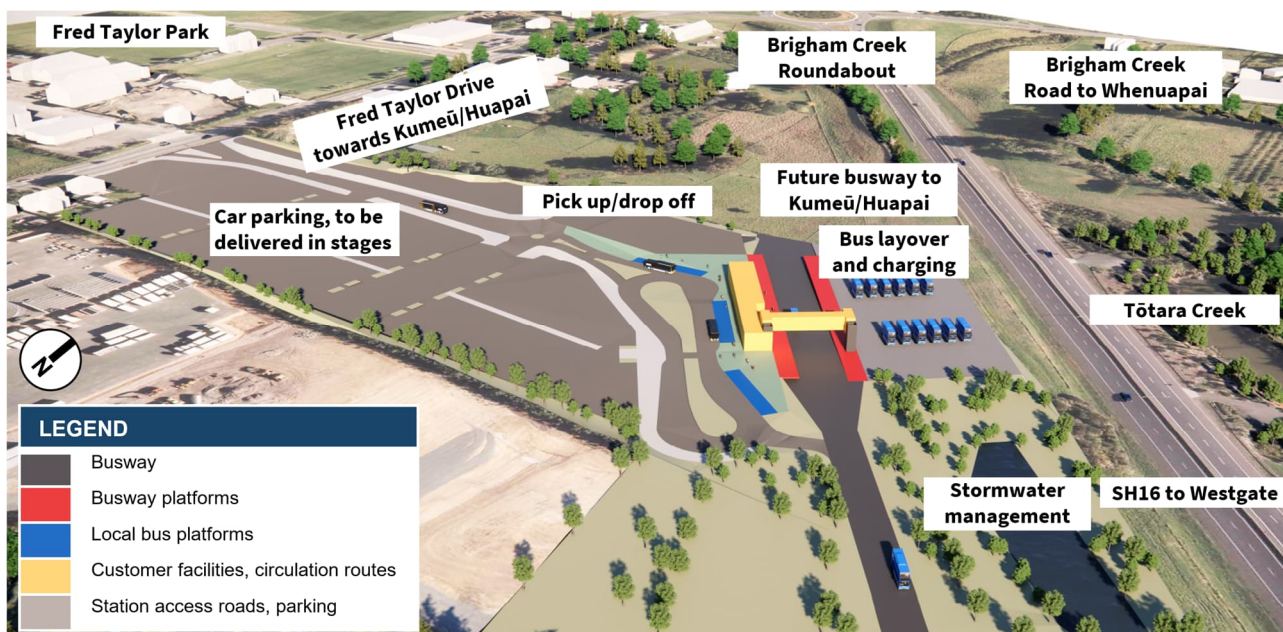 Fred Taylor Park
Fred Taylor Drive
towards Kumeū/Huapai
Brigham Creek
Roundabout
Brigham Creek
Road to Whenuapai
Car parking, to be
delivered in stages
Pick up/drop off
Future busway to
Kumeū/Huapai
Bus layover
and charging
Tōtara Creek
N
LEGEND
Busway
Busway platforms
Local bus platforms
Customer facilities, circulation routes
Station access roads, parking
Stormwater
management
SH16 to Westgate